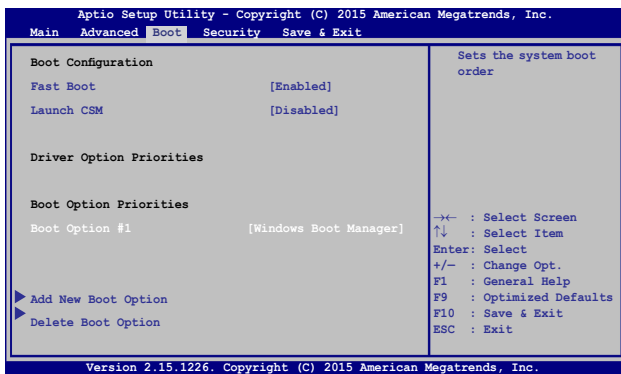 Aptio Setup Utility - Copyright (C) 2015 American Megatrends, Inc.
Main Advanced Boot Security Save & Exit
Boot Configuration
Fast Boot [Enabled]
Launch CSM [Disabled]
Driver Option Priorities
Boot Option Priorities
Boot Option #1 [Windows Boot Manager]
Add New Boot Option
Delete Boot Option
Sets the system boot
order
→← : Select Screen
↑↓ : Select Item
Enter: Select
+/— : Change Opt.
F1 : General Help
F9 : Optimized Defaults
F10 : Save & Exit
ESC : Exit
Version 2.15.1226. Copyright (C) 2015 American Megatrends, Inc.